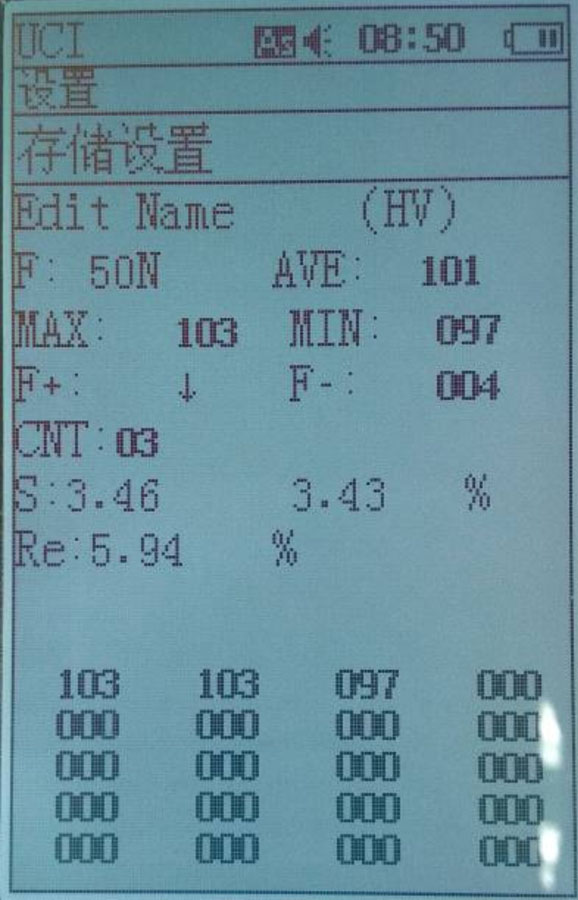 UCI 08:50
设置
存储设置
Edit Name (HV)
F: 50N AVE: 101
MAX: 103 MIN: 097
F+: ↓ F-: 004
CNT:03
S:3.46 3.43 %
Re:5.94 %
103 103 097 000
000 000 000 000
000 000 000 000
000 000 000 000
000 000 000 000